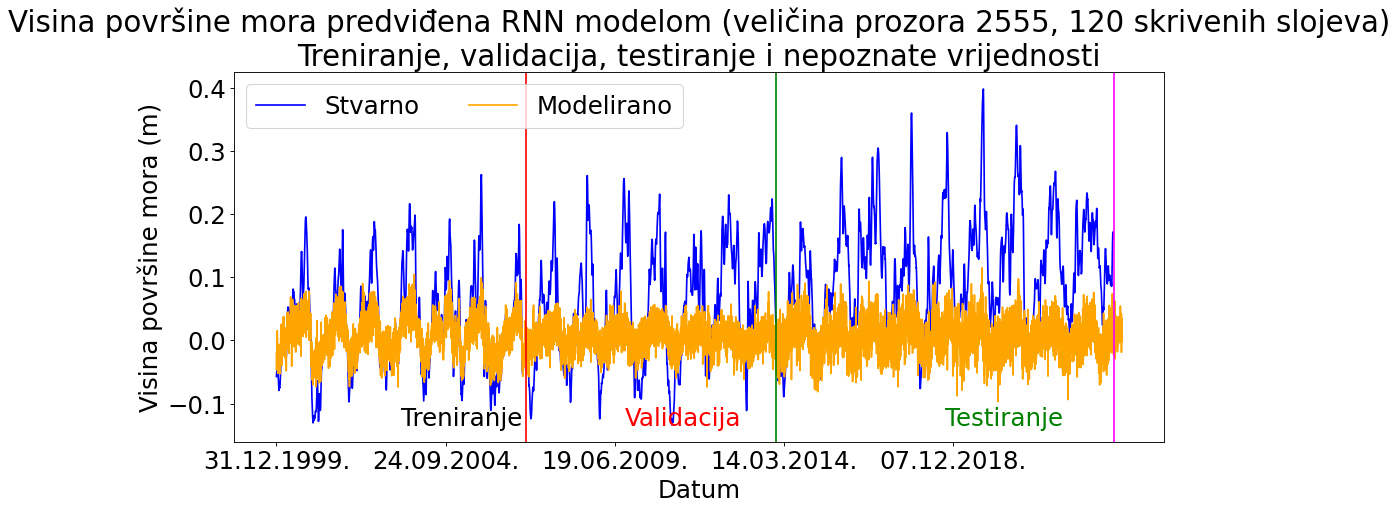 Visina površine mora predviđena RNN modelom (veličina prozora 2555, 120 skrivenih slojeva)
Treniranje, validacija, testiranje i nepoznate vrijednosti
Stvarno Modelirano
Visina površine mora (m)
0.4
0.3
0.2
0.1
0.0
−0.1
Treniranje Validacija Testiranje
31.12.1999. 24.09.2004. 19.06.2009. 14.03.2014. 07.12.2018.
Datum